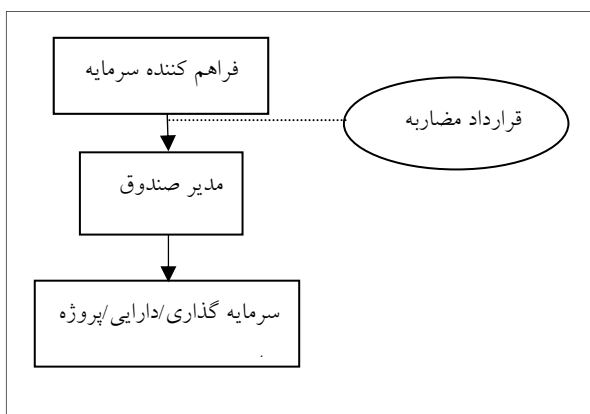 فراهم کننده سرمایه
قرارداد مضاربه
مدیر صندوق
سرمایه گذاری/دارایی/پروژه
.